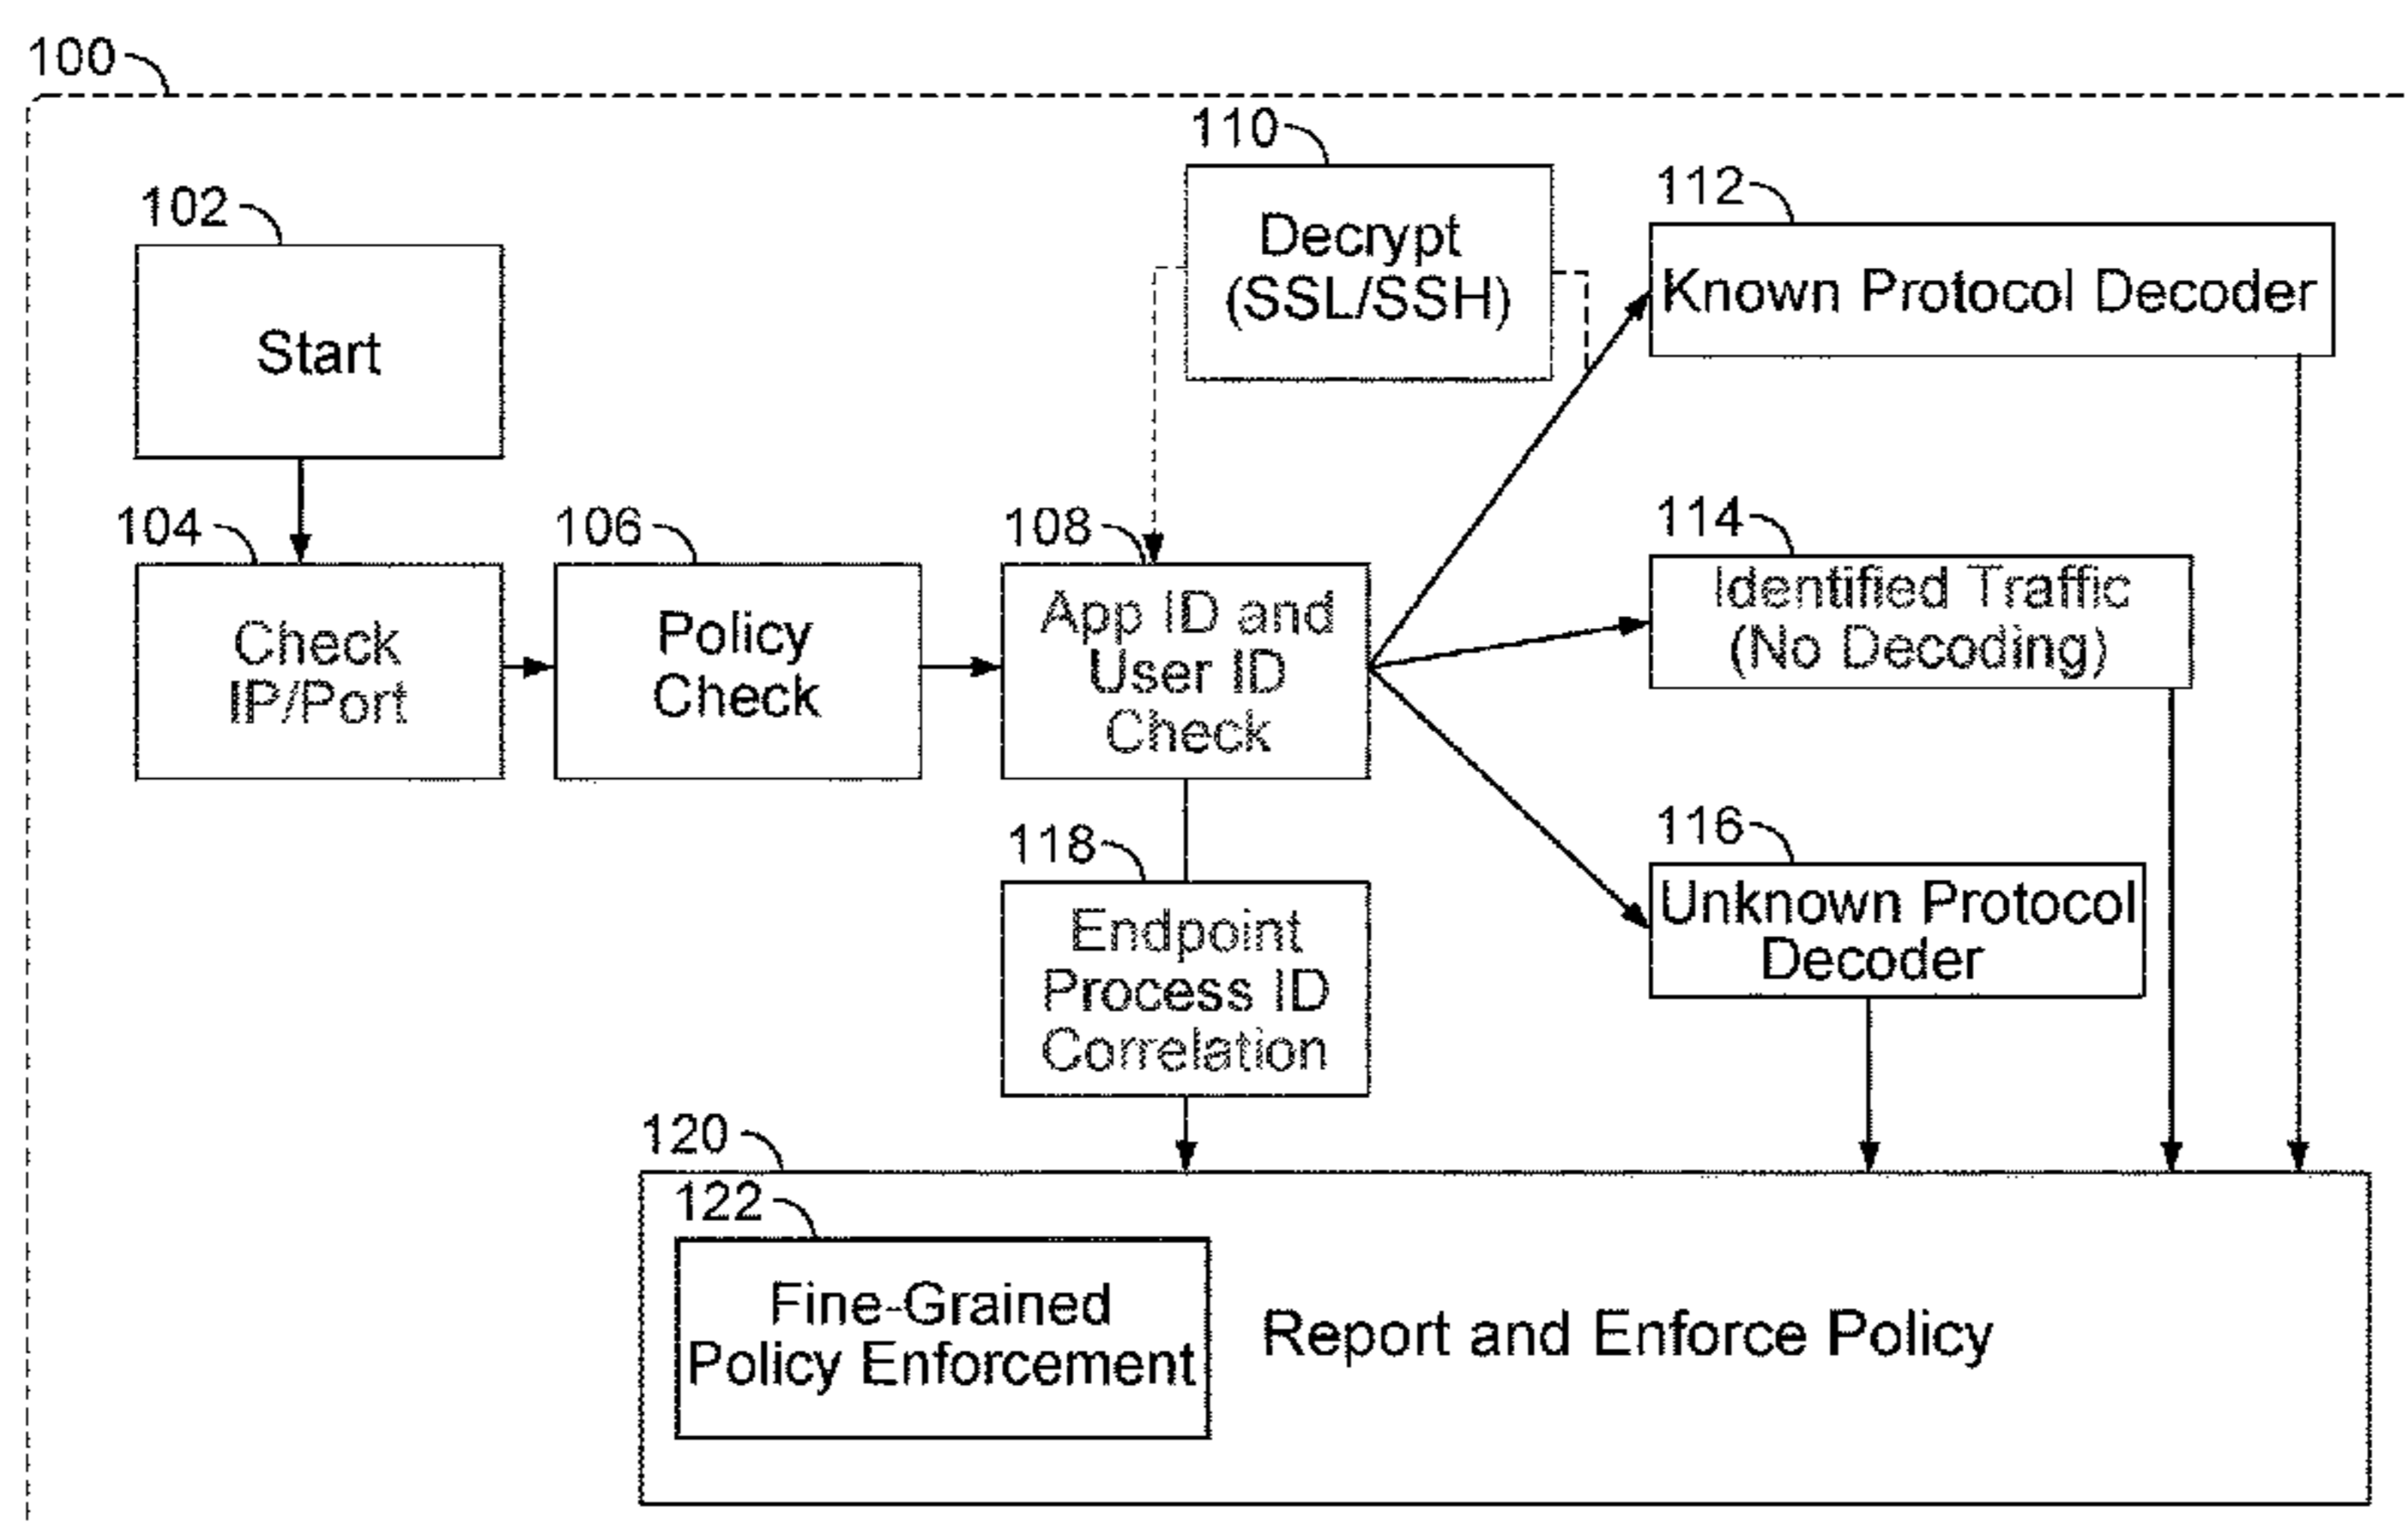 100
110
Decrypt
(SSL/SSH)
112
Known Protocol Decoder
102
Start
104
Check
IP/Port
106
Policy
Check
108
App ID and
User ID
Check
114
Identified Traffic
(No Decoding)
116
Unknown Protocol
Decoder
118
Endpoint
Process ID
Correlation
120
122
Fine-Grained
Policy Enforcement
Report and Enforce Policy